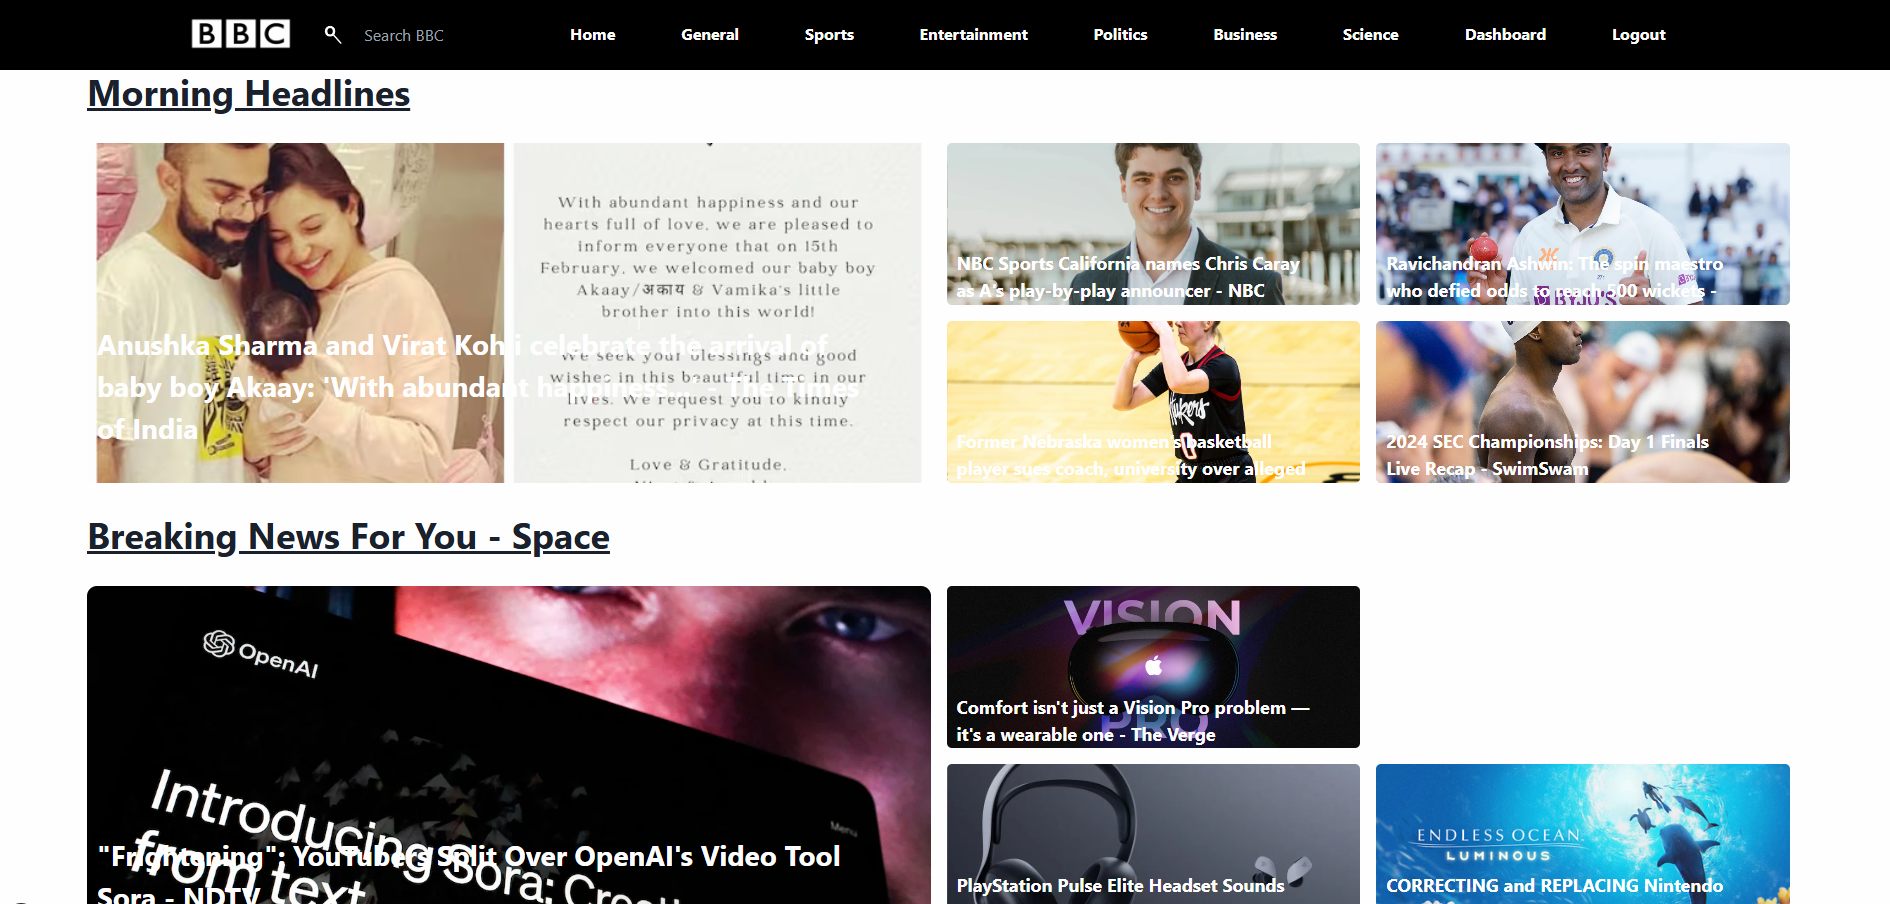 BBC
Search BBC
Home
General
Sports
Entertainment
Politics
Business
Science
Dashboard
Logout
Morning Headlines
With abundant happiness and our
hearts full of love, we are pleased to
inform everyone that on 15th
February, we welcomed our baby boy
Akaay/अकाय & Vamika's little
brother into this world!
We seek your blessings and good
wishes in this beautiful time in our
lives. We request you to kindly
respect our privacy at this time.
Love & Gratitude.
Anushka Sharma and Virat Kohli celebrate the arrival of
baby boy Akaay: 'With abundant happiness...' - The Times
of India
NBC Sports California names Chris Caray
as A's play-by-play announcer - NBC
BYJU'S
Ravichandran Ashwin: The spin maestro
who defied odds to reach 500 wickets -
Huskers
Former Nebraska women's basketball
player sues coach, university over alleged
2024 SEC Championships: Day 1 Finals
Live Recap - SwimSwam
Breaking News For You - Space
OpenAI
Menu
Introducing Sora:
from text
"Frightening": YouTubers Split Over OpenAI's Video Tool
Sora - NDTV
VISION
PRO
Comfort isn't just a Vision Pro problem —
it's a wearable one - The Verge
PlayStation Pulse Elite Headset Sounds
ENDLESS OCEAN
LUMINOUS
CORRECTING and REPLACING Nintendo